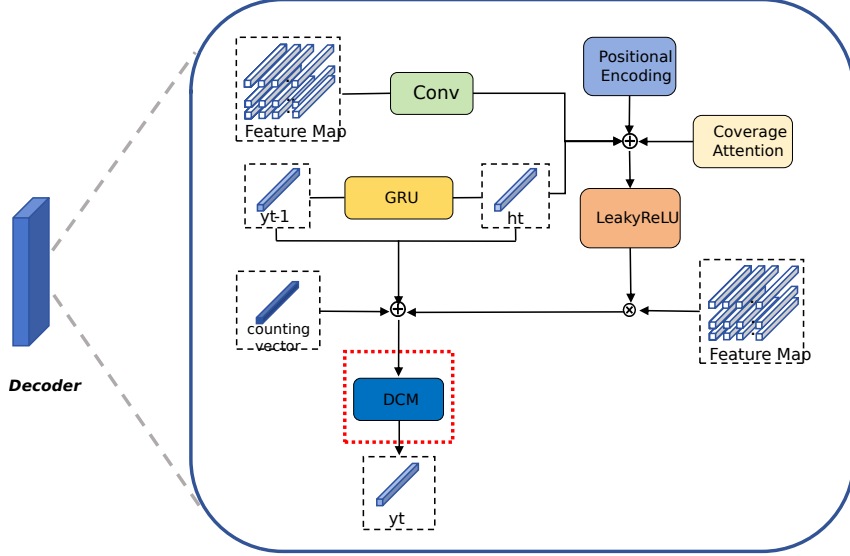 Positional
Encoding
Conv
Feature Map
Coverage
Attention
GRU
yt-1
ht
LeakyReLU
counting
vector
Feature Map
Decoder
DCM
yt